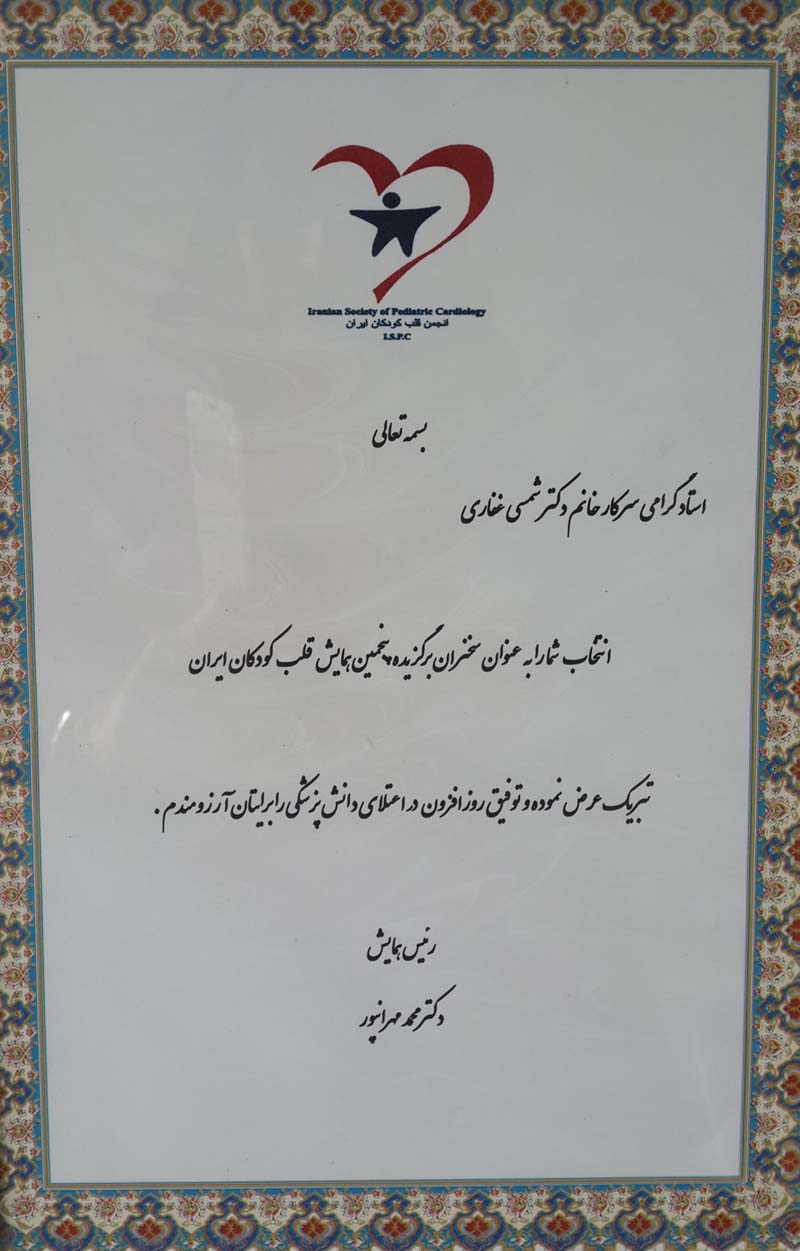 Iranian Society of Pediatric Cardiology
انجمن قلب کودکان ایران
I.S.P.C
بسمه تعالی
استاد گرامی سرکار خانم دکتر شمسی غفاری
انتخاب شما را به عنوان سخنران برگزیده پنجمین همایش قلب کودکان ایران
تبریک عرض نموده و توفیق روز افزون در اعتلای دانش پزشکی را برایتان آرزومندم .
رئیس همایش
دکتر محمد مهرانپور